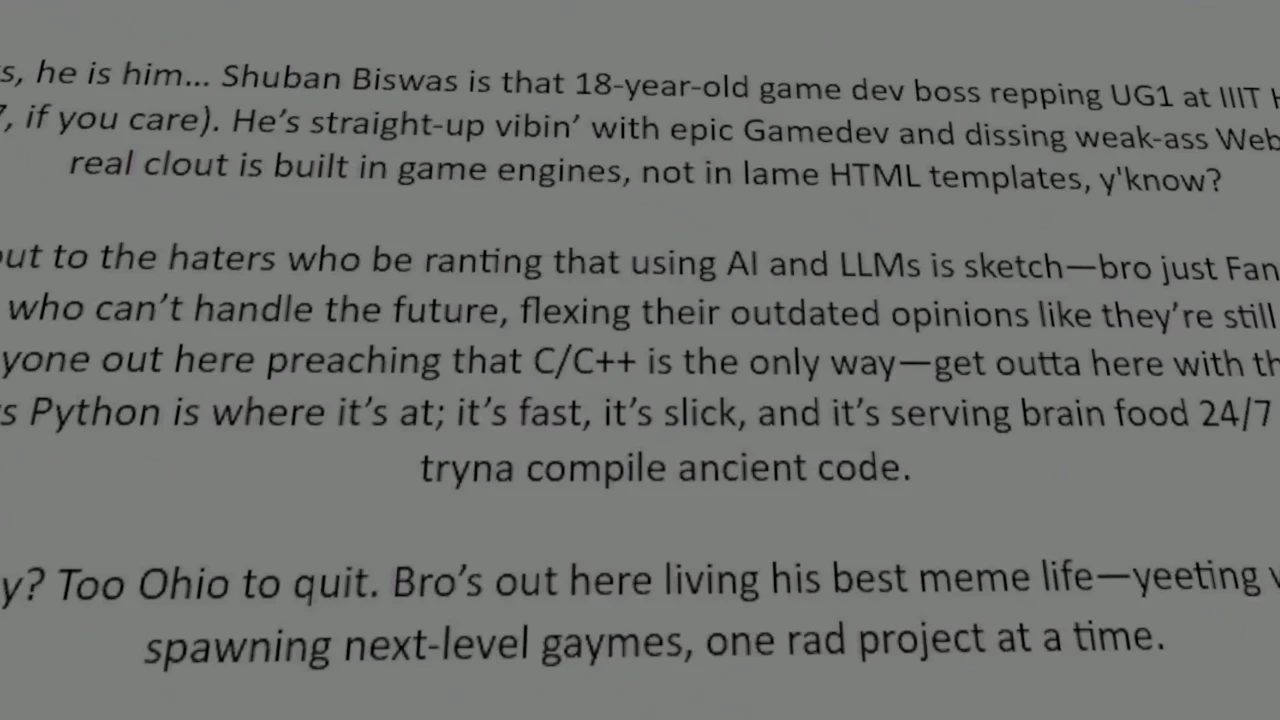 s, he is him... Shuban Biswas is that 18-year-old game dev boss repping UG1 at IIIT H
7, if you care). He's straight-up vibin' with epic Gamedev and dissing weak-ass Web
real clout is built in game engines, not in lame HTML templates, y'know?
out to the haters who be ranting that using AI and LLMs is sketch—bro just Fan
who can't handle the future, flexing their outdated opinions like they're still
yone out here preaching that C/C++ is the only way—get outta here with th
s Python is where it's at; it's fast, it's slick, and it's serving brain food 24/7
tryna compile ancient code.
y? Too Ohio to quit. Bro's out here living his best meme life—yeeting
spawning next-level gaymes, one rad project at a time.